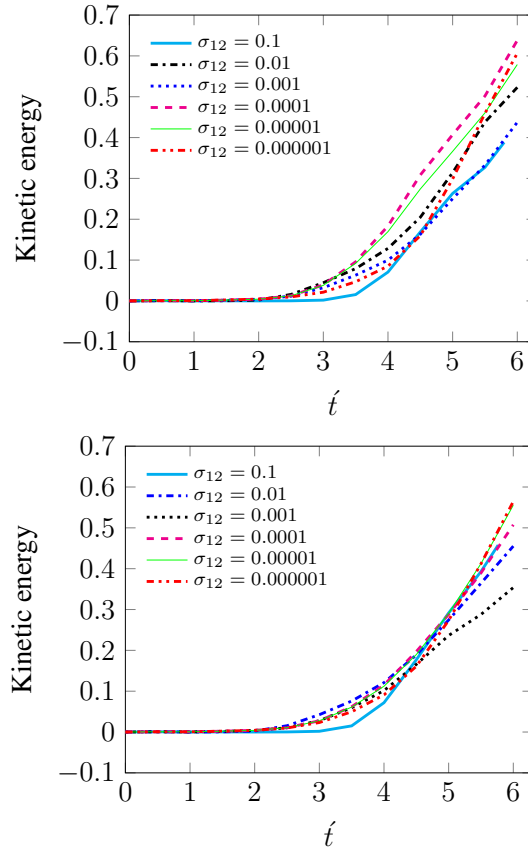 0.7
0.6
0.5
0.4
0.3
0.2
0.1
0
−0.1
Kinetic energy
σ12 = 0.1
σ12 = 0.01
σ12 = 0.001
σ12 = 0.0001
σ12 = 0.00001
σ12 = 0.000001
0 1 2 3 4 5 6
t́
0.7
0.6
0.5
0.4
0.3
0.2
0.1
0
−0.1
Kinetic energy
σ12 = 0.1
σ12 = 0.01
σ12 = 0.001
σ12 = 0.0001
σ12 = 0.00001
σ12 = 0.000001
0 1 2 3 4 5 6
t́